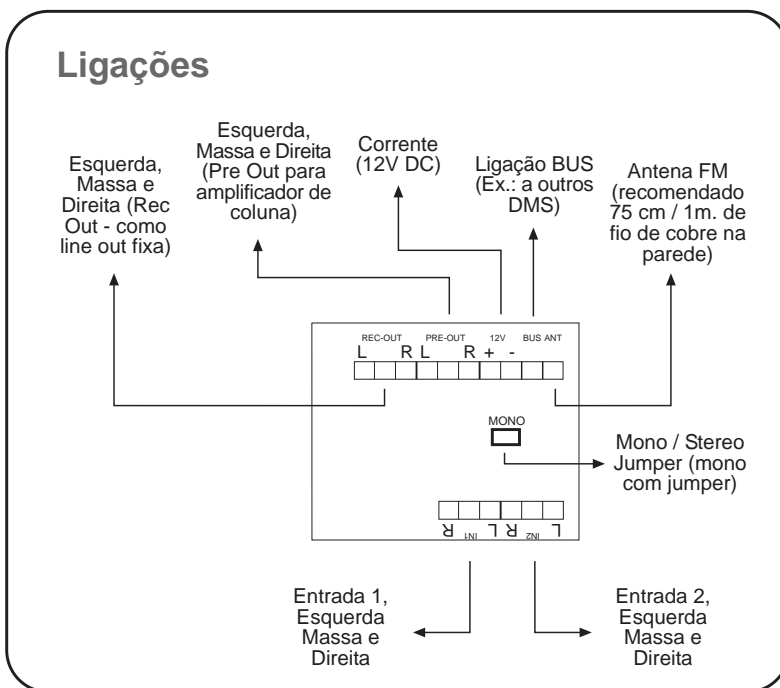 Ligações
Esquerda,
Massa e
Direita (Rec
Out - como
line out fixa)
Esquerda,
Massa e Direita
(Pre Out para
amplificador de
coluna)
Corrente
(12V DC)
Ligação BUS
(Ex.: a outros
DMS)
Antena FM
(recomendado
75 cm / 1m. de
fio de cobre na
parede)
REC-OUT PRE-OUT 12V BUS ANT
L R L R + -
MONO
Mono / Stereo
Jumper (mono
com jumper)
R IN1 L R IN2 L
Entrada 1,
Esquerda
Massa e
Direita
Entrada 2,
Esquerda
Massa e
Direita